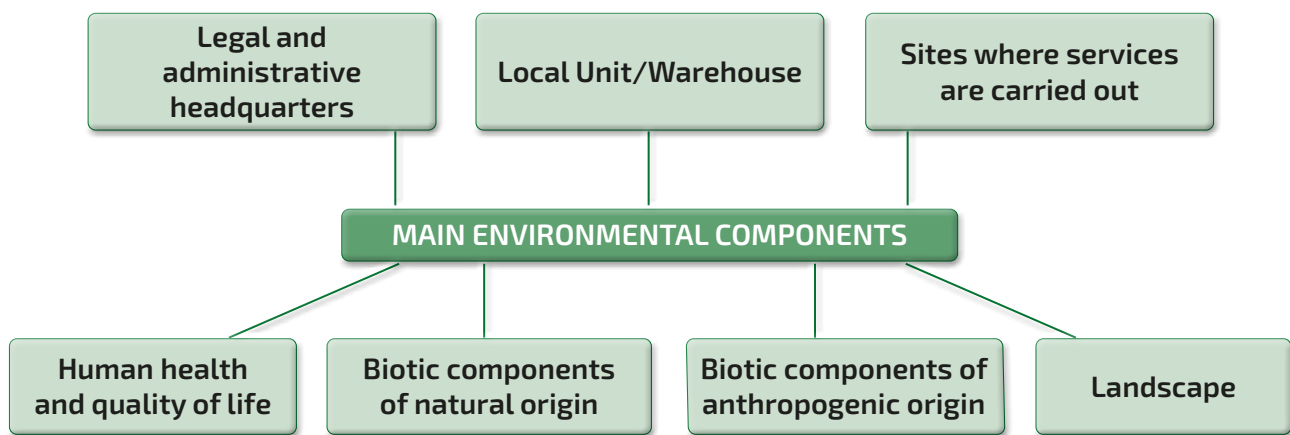 Legal and
administrative
headquarters
Local Unit/Warehouse
Sites where services
are carried out
MAIN ENVIRONMENTAL COMPONENTS
Human health
and quality of life
Biotic components
of natural origin
Biotic components of
anthropogenic origin
Landscape